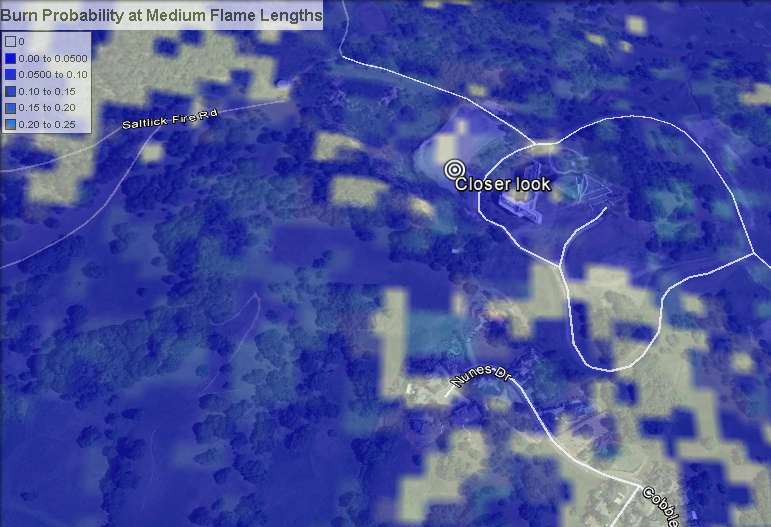 Burn Probability at Medium Flame Lengths
0
0.00 to 0.0500
0.0500 to 0.10
0.10 to 0.15
0.15 to 0.20
0.20 to 0.25
Saltlick Fire Rd
Closer look
Nunes Dr
Cobble